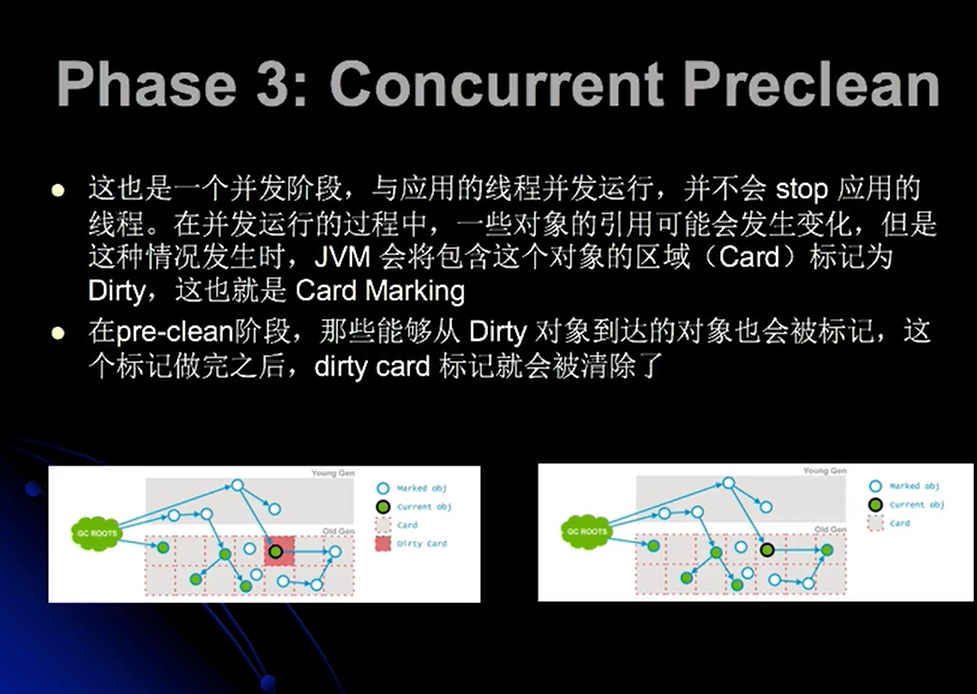 Phase 3: Concurrent Preclean
这也是一个并发阶段，与应用的线程并发运行，并不会 stop 应用的
线程。在并发运行的过程中，一些对象的引用可能会发生变化，但是
这种情况发生时，JVM 会将包含这个对象的区域（Card）标记为
Dirty，这也就是 Card Marking
在pre-clean阶段，那些能够从 Dirty 对象到达的对象也会被标记，这
个标记做完之后，dirty card 标记就会被清除了
Young Gen
GC ROOTS
Old Gen
Marked obj
Current obj
Card
Dirty Card
Young Gen
GC ROOTS
Old Gen
Marked obj
Current obj
Card